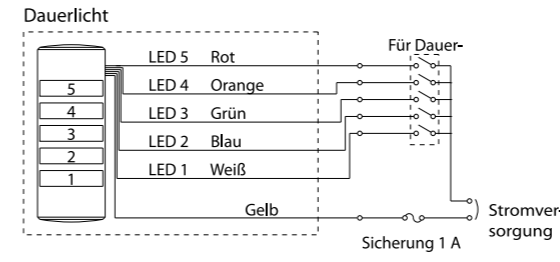 Dauerlicht
Für Dauer-
LED 5 Rot
LED 4 Orange
LED 3 Grün
LED 2 Blau
LED 1 Weiß
5
4
3
2
1
Gelb
Stromver-
sorgung
Sicherung 1 A